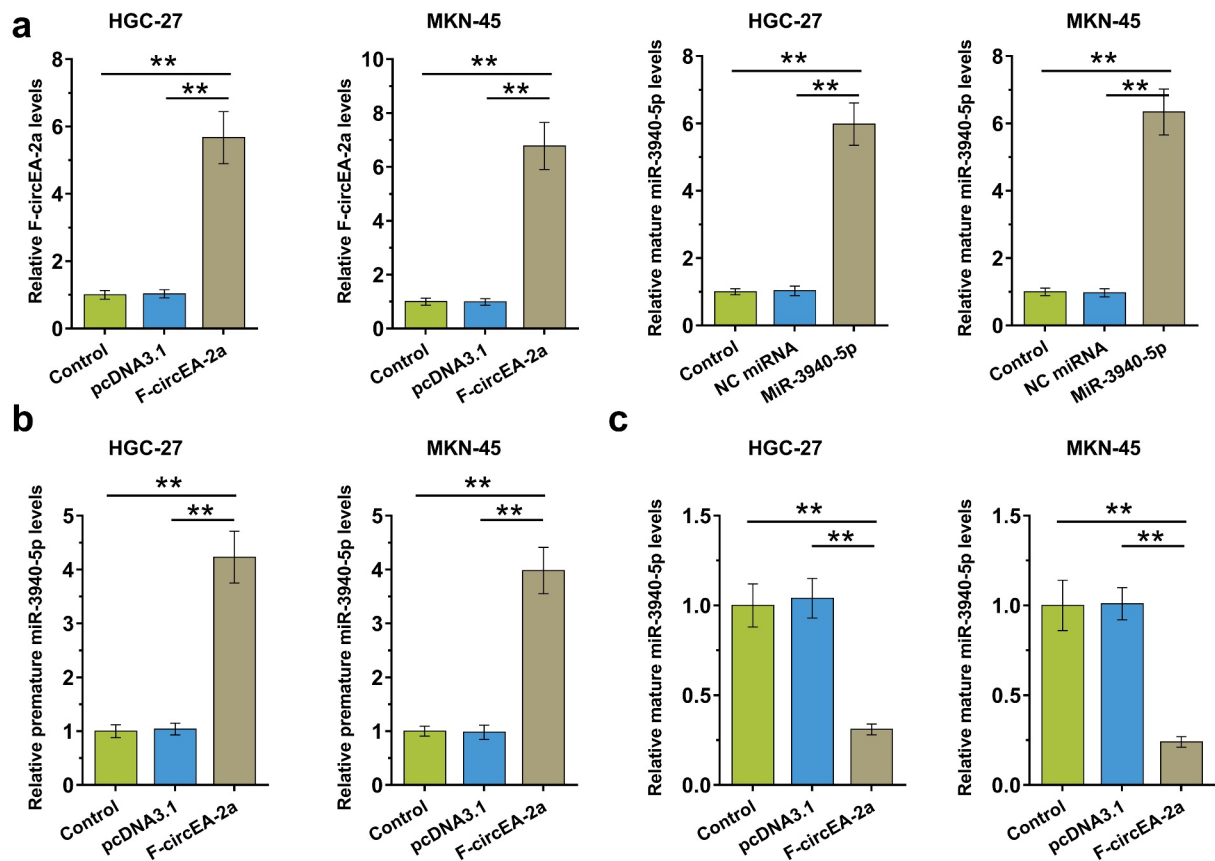 a
HGC-27
Relative F-circEA-2a levels
8
6
4
2
0
**
**
Control
pcDNA3.1
F-circEA-2a
MKN-45
Relative F-circEA-2a levels
10
8
6
4
2
0
**
**
Control
pcDNA3.1
F-circEA-2a
HGC-27
Relative mature miR-3940-5p levels
8
6
4
2
0
**
**
Control
NC miRNA
MiR-3940-5p
MKN-45
Relative mature miR-3940-5p levels
8
6
4
2
0
**
**
Control
NC miRNA
MiR-3940-5p
b
HGC-27
Relative premature miR-3940-5p levels
5
4
3
2
1
0
**
**
Control
pcDNA3.1
F-circEA-2a
MKN-45
Relative premature miR-3940-5p levels
5
4
3
2
1
0
**
**
Control
pcDNA3.1
F-circEA-2a
c
HGC-27
Relative mature miR-3940-5p levels
1.5
1.0
0.5
0.0
**
**
Control
pcDNA3.1
F-circEA-2a
MKN-45
Relative mature miR-3940-5p levels
1.5
1.0
0.5
0.0
**
**
Control
pcDNA3.1
F-circEA-2a